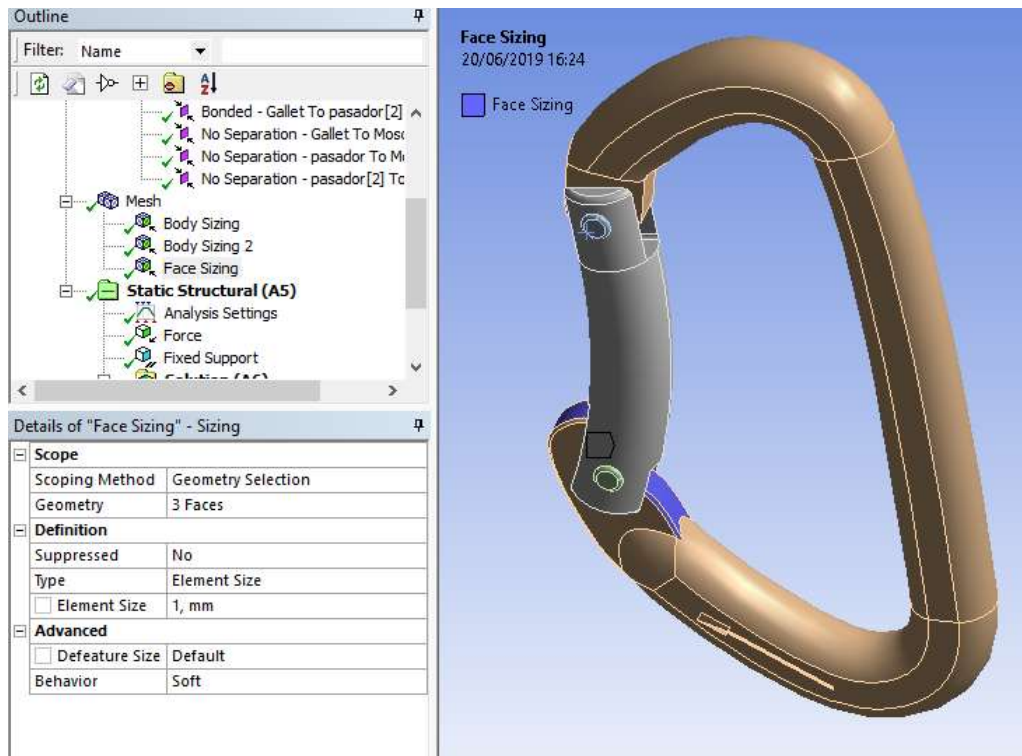 Outline
Filter: Name
Bonded - Gallet To pasador[2]
No Separation - Gallet To Mosc
No Separation - pasador To M
No Separation - pasador[2] To
Mesh
Body Sizing
Body Sizing 2
Face Sizing
Static Structural (A5)
Analysis Settings
Force
Fixed Support
Solution (A6)
Details of "Face Sizing" - Sizing
Scope
Scoping Method Geometry Selection
Geometry 3 Faces
Definition
Suppressed No
Type Element Size
Element Size 1, mm
Advanced
Defeature Size Default
Behavior Soft
Face Sizing
20/06/2019 16:24
Face Sizing